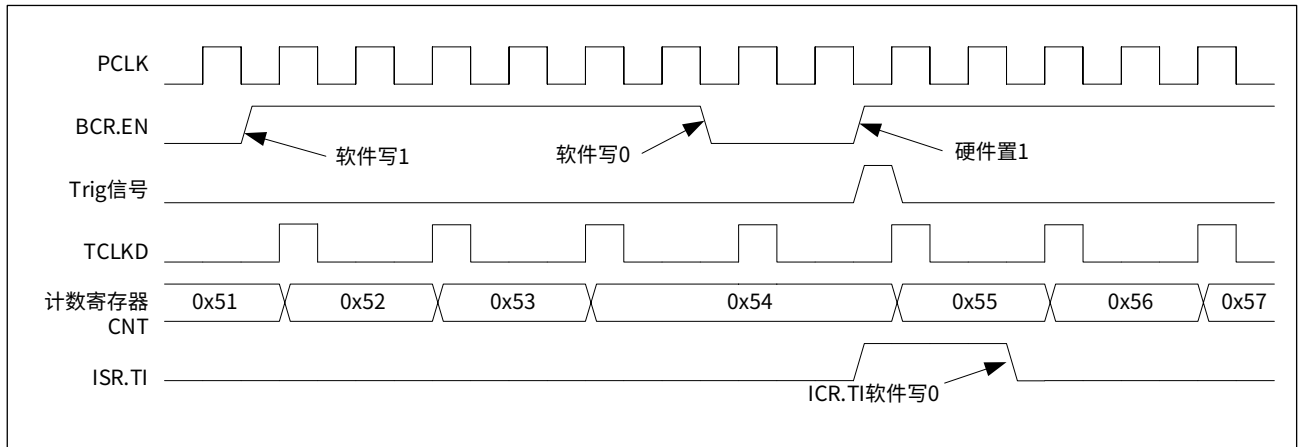 PCLK
BCR.EN
软件写1
软件写0
硬件置1
Trig信号
TCLKD
计数寄存器
CNT
0x51
0x52
0x53
0x54
0x55
0x56
0x57
ISR.TI
ICR.TI软件写0